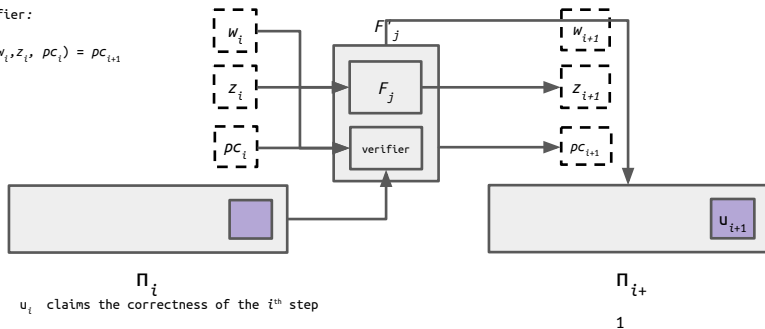 fier:
w_i,z_i, pc_i) = pc_{i+1}
w_i
F'_j
w_{i+1}
z_i
F_j
z_{i+1}
pc_i
verifier
pc_{i+1}
u_{i+1}
Π_i
Π_{i+
1
u_i claims the correctness of the i^{th} step